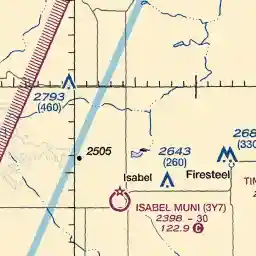 2793
(460)
2505
268
(330
2643
(260)
Isabel
Firesteel
TIM
ISABEL MUNI (3Y7)
2398 - 30
122.9 C